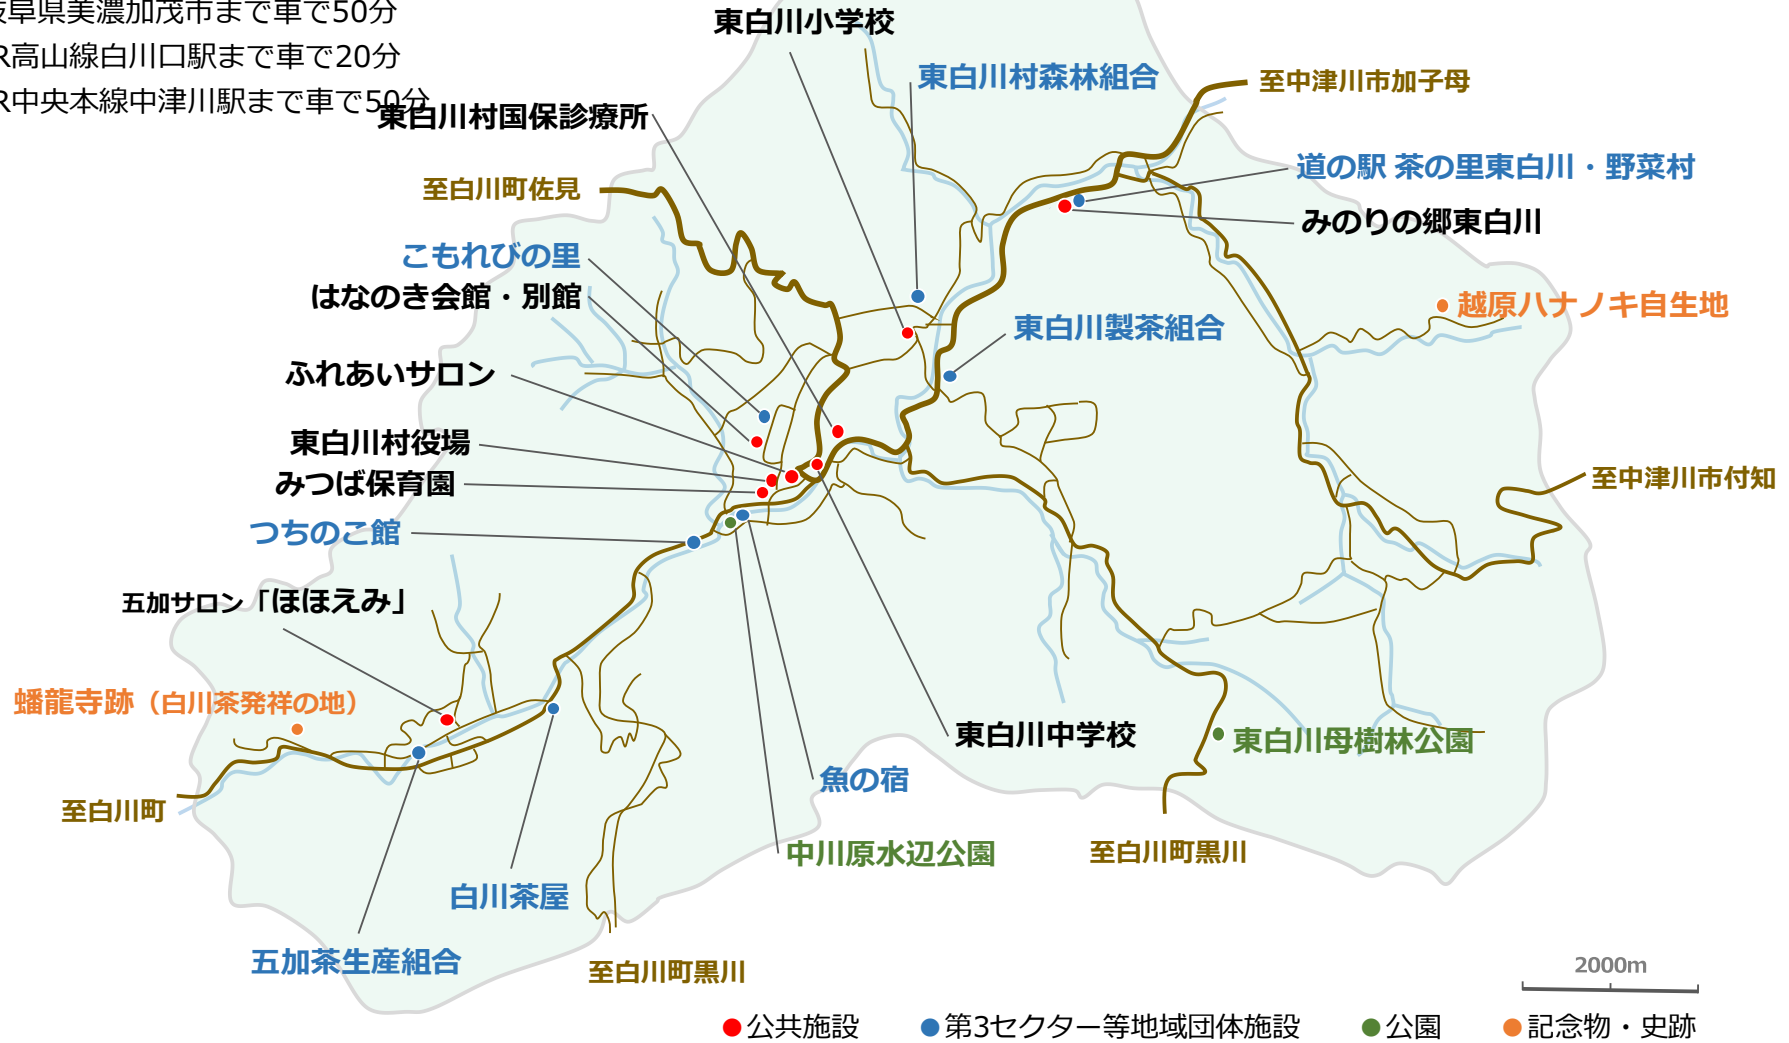 岐阜県美濃加茂市まで車で50分
R高山線白川口駅まで車で20分
R中央本線中津川駅まで車で50分
東白川小学校
東白川村森林組合
至中津川市加子母
東白川村国保診療所
道の駅 茶の里東白川・野菜村
至白川町佐見
みのりの郷東白川
こもれびの里
はなのき会館・別館
越原ハナノキ自生地
東白川製茶組合
ふれあいサロン
東白川村役場
みつば保育園
至中津川市付知
つちのこ館
五加サロン「ほほえみ」
蟠龍寺跡（白川茶発祥の地）
東白川中学校
東白川母樹林公園
魚の宿
至白川町
中川原水辺公園
至白川町黒川
白川茶屋
五加茶生産組合
至白川町黒川
2000m
公共施設
第3セクター等地域団体施設
公園
記念物・史跡